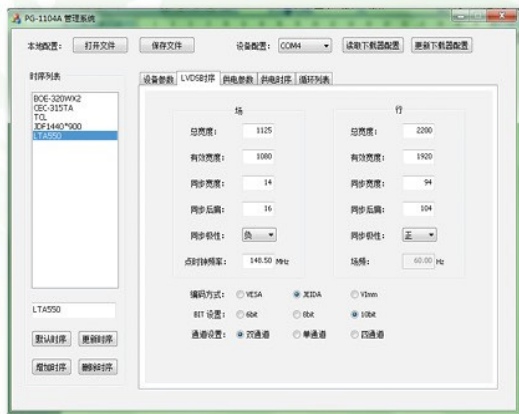 PG-1104A 管理系统
本地配置: 打开文件 保存文件 设备配置: COM4 读取下载器配置 更新下载器配置
时序列表
设备参数 LVDS时序 供电参数 供电时序 循环列表
BOE-320WX2
CEC-315TA
TCL
JDF1440*900
LTA550
场 行
总宽度: 1125 总宽度: 2200
有效宽度: 1080 有效宽度: 1920
同步宽度: 14 同步宽度: 94
同步后肩: 16 同步后肩: 104
同步极性: 负 同步极性: 正
点时钟频率: 148.50 MHz 场频: 60.00 Hz
编码方式: VESA JEIDA VImm
BIT 设置: 6bit 8bit 10bit
通道设置: 双通道 单通道 四通道
LTA550
默认时序 更新时序
增加时序 删除时序